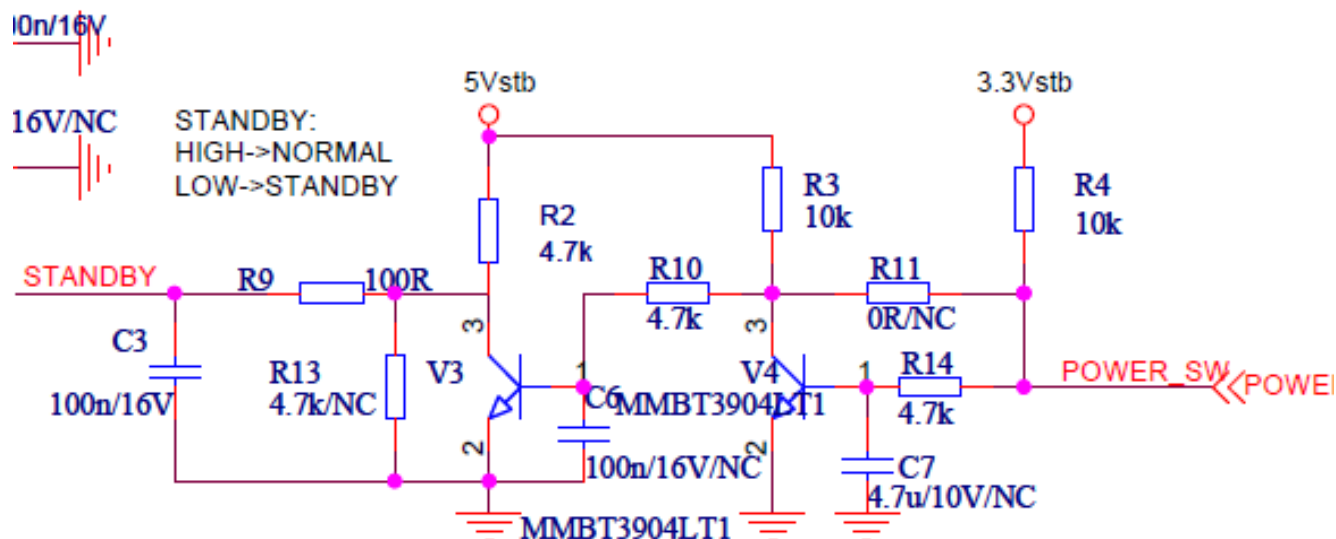 00n/16V
16V/NC
STANDBY:
HIGH->NORMAL
LOW->STANDBY
5Vstb
3.3Vstb
R2
4.7k
R3
10k
R4
10k
STANDBY
R9
100R
R10
4.7k
R11
0R/NC
C3
100n/16V
R13
4.7k/NC
V3
3
1
2
C6
100n/16V/NC
MMBT3904LT1
V4
3
1
2
MMBT3904LT1
R14
4.7k
C7
4.7u/10V/NC
POWER_SW
POWER